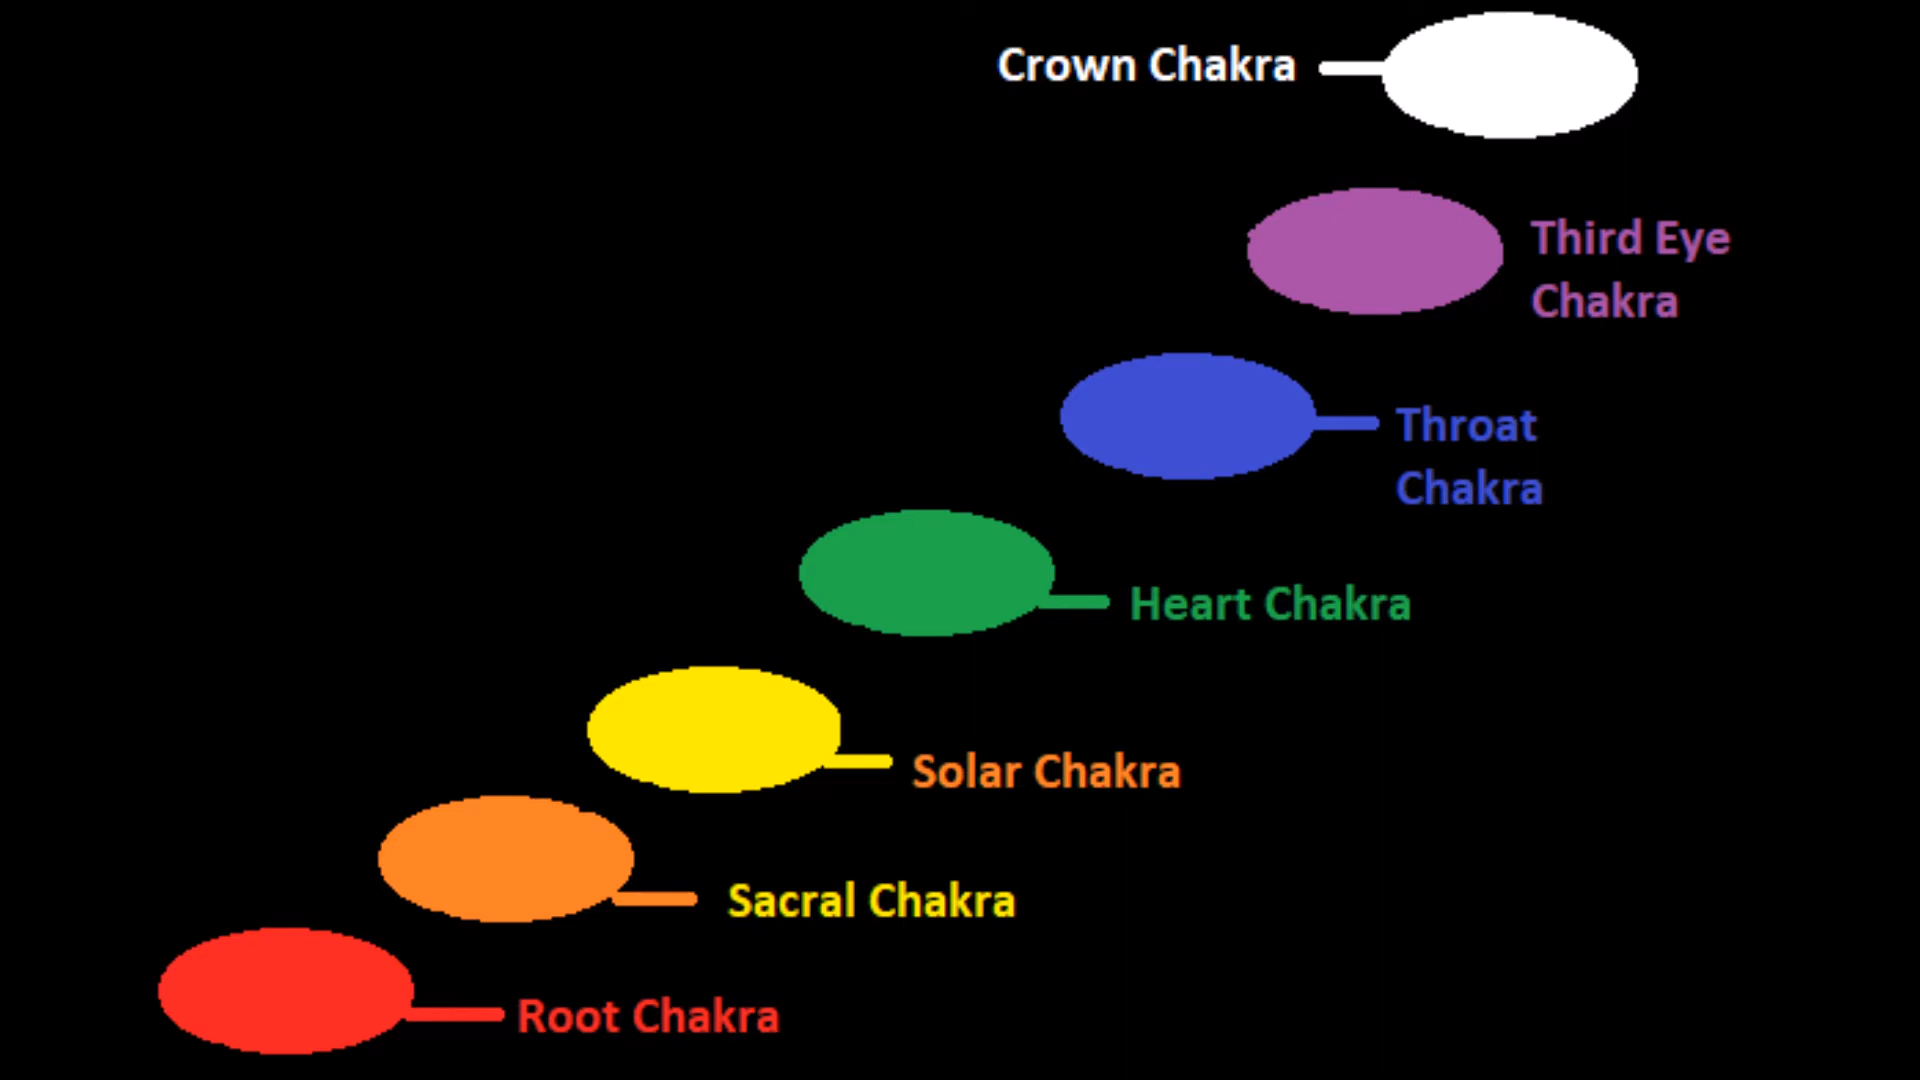 Crown Chakra
Third Eye
Chakra
Throat
Chakra
Heart Chakra
Solar Chakra
Sacral Chakra
Root Chakra